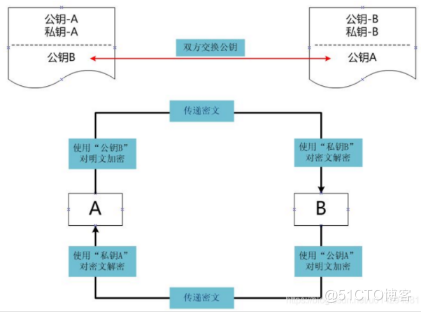 公钥-A
私钥-A
公钥B
双方交换公钥
公钥-B
私钥-B
公钥A
传递密文
使用“公钥B”
对明文加密
使用“私钥B”
对密文解密
A
B
使用“私钥A”
对密文解密
使用“公钥A”
对明文加密
传递密文
@51CTO博客